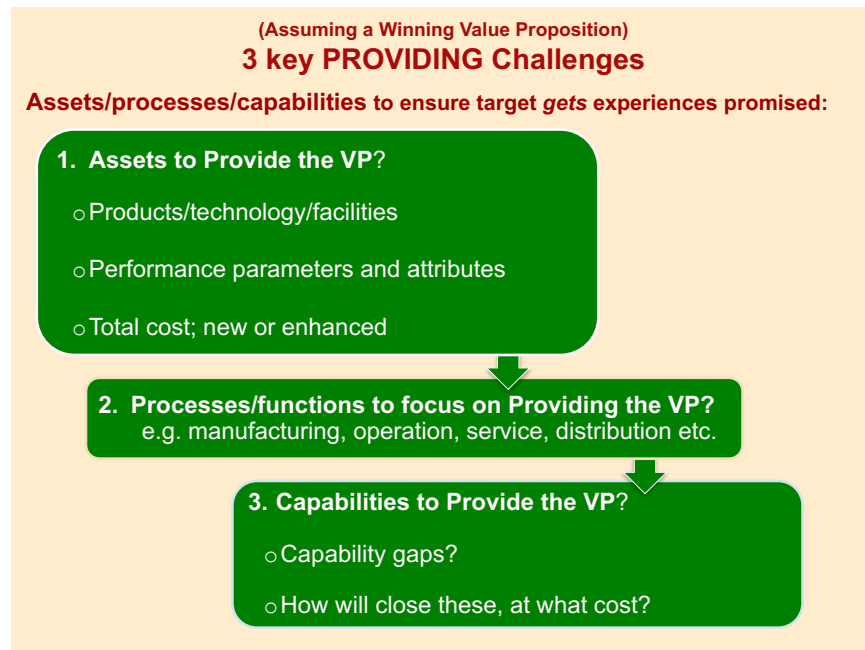 (Assuming a Winning Value Proposition)
3 key PROVIDING Challenges
Assets/processes/capabilities to ensure target gets experiences promised:
1. Assets to Provide the VP?
○ Products/technology/facilities
○ Performance parameters and attributes
○ Total cost; new or enhanced
2. Processes/functions to focus on Providing the VP?
e.g. manufacturing, operation, service, distribution etc.
3. Capabilities to Provide the VP?
○ Capability gaps?
○ How will close these, at what cost?